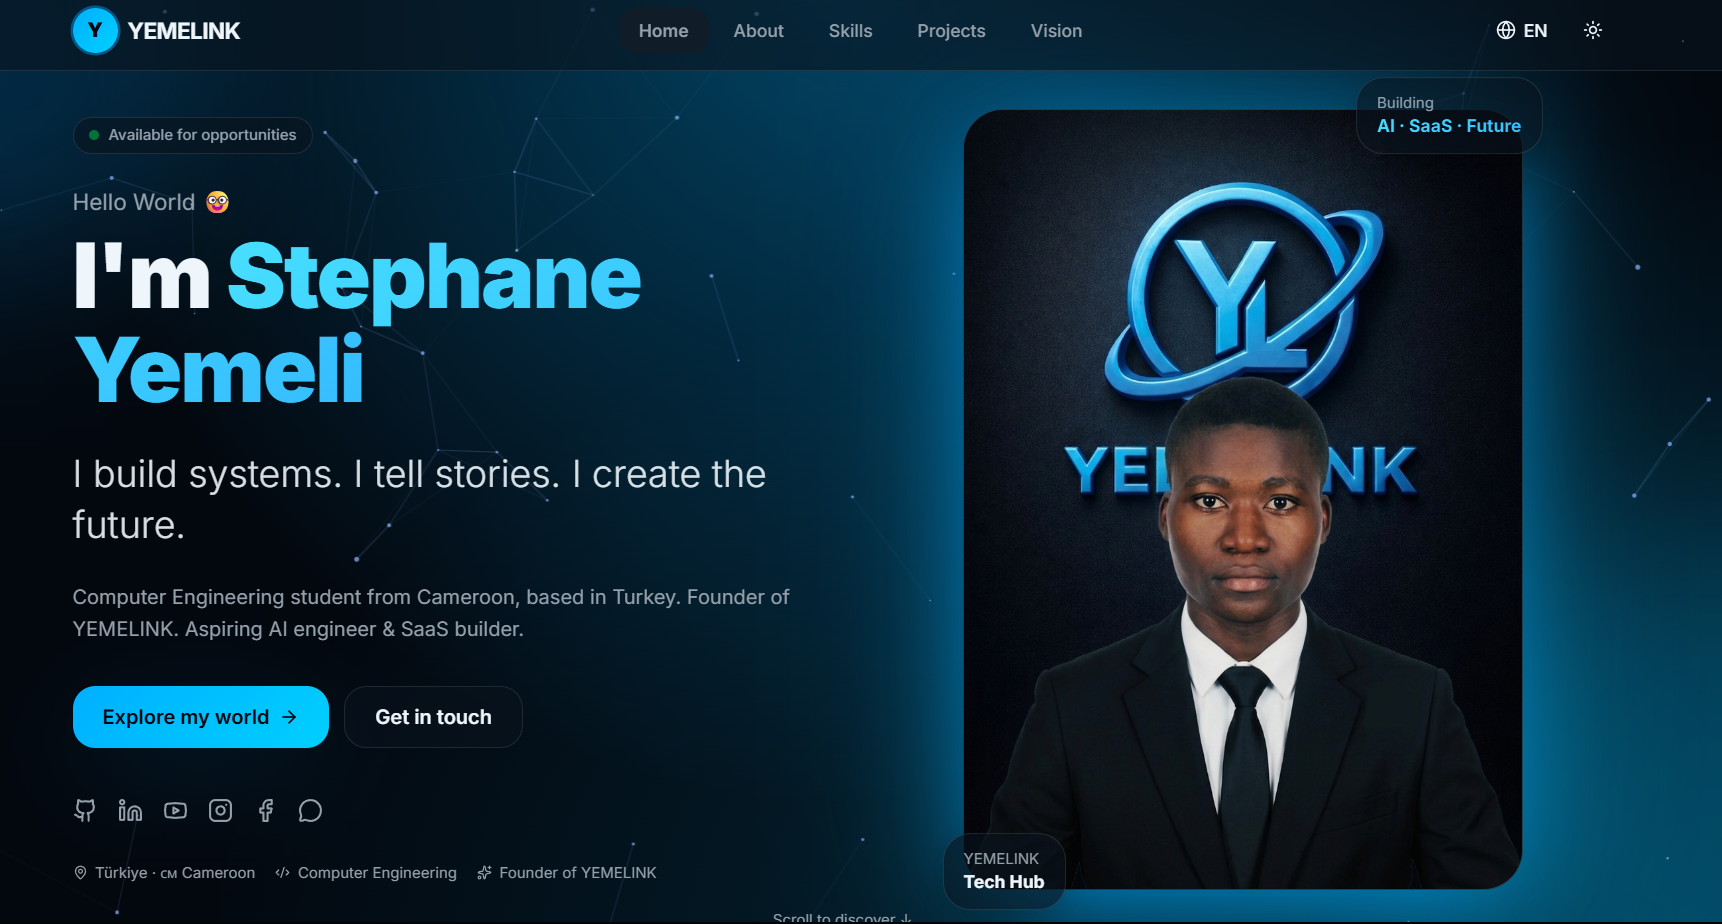 Y YEMELINK
Home About Skills Projects Vision
EN
Available for opportunities
Hello World
I'm Stephane
Yemeli
I build systems. I tell stories. I create the
future.
Computer Engineering student from Cameroon, based in Turkey. Founder of
YEMELINK. Aspiring AI engineer & SaaS builder.
Explore my world →
Get in touch
Türkiye · CM Cameroon
Computer Engineering
Founder of YEMELINK
Building
AI · SaaS · Future
YL
YEMELINK
Tech Hub
Scroll to discover ↓